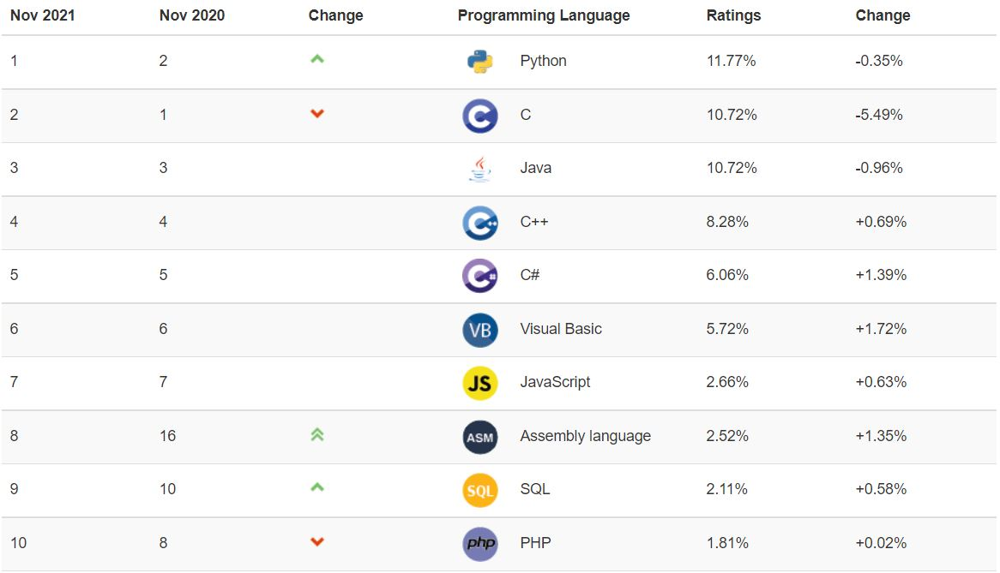 Nov 2021 Nov 2020 Change Programming Language Ratings Change
1 2 Python 11.77% -0.35%
2 1 C C 10.72% -5.49%
3 3 Java 10.72% -0.96%
4 4 C++ C++ 8.28% +0.69%
5 5 C# C# 6.06% +1.39%
6 6 VB Visual Basic 5.72% +1.72%
7 7 JS JavaScript 2.66% +0.63%
8 16 ASM Assembly language 2.52% +1.35%
9 10 SQL SQL 2.11% +0.58%
10 8 php PHP 1.81% +0.02%